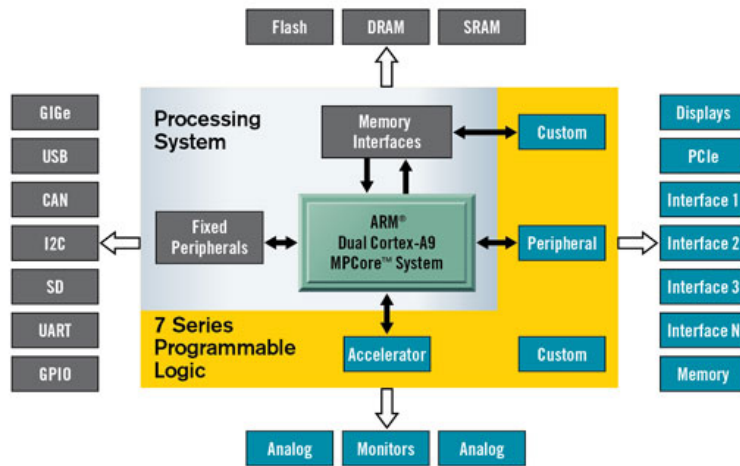 Flash
DRAM
SRAM
GIGe
USB
CAN
I2C
SD
UART
GPIO
Processing
System
Memory
Interfaces
Custom
Fixed
Peripherals
ARM®
Dual Cortex-A9
MPCore™ System
Peripheral
7 Series
Programmable
Logic
Accelerator
Custom
Displays
PCIe
Interface 1
Interface 2
Interface 3
Interface N
Memory
Analog
Monitors
Analog